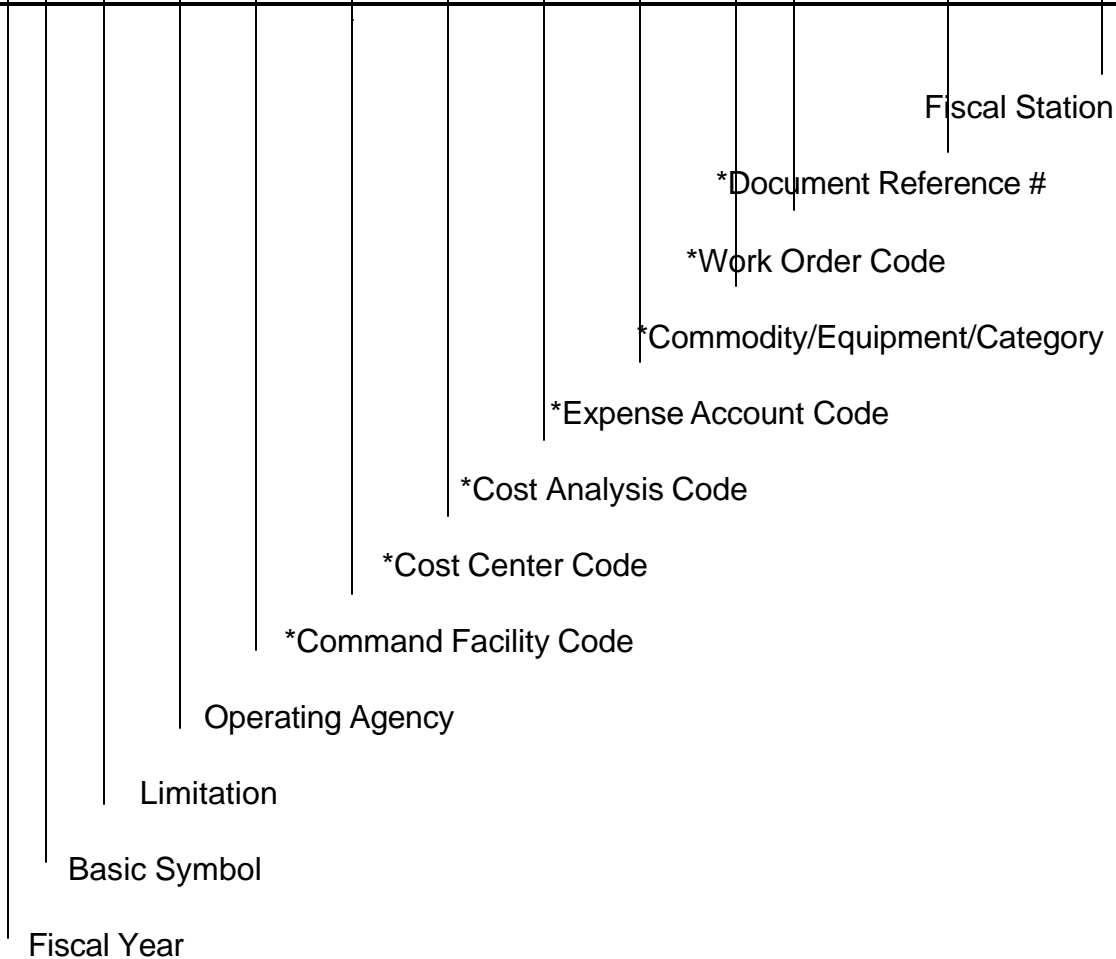 Fiscal Station
*Document Reference #
*Work Order Code
*Commodity/Equipment/Category
*Expense Account Code
*Cost Analysis Code
*Cost Center Code
*Command Facility Code
Operating Agency
Limitation
Basic Symbol
Fiscal Year